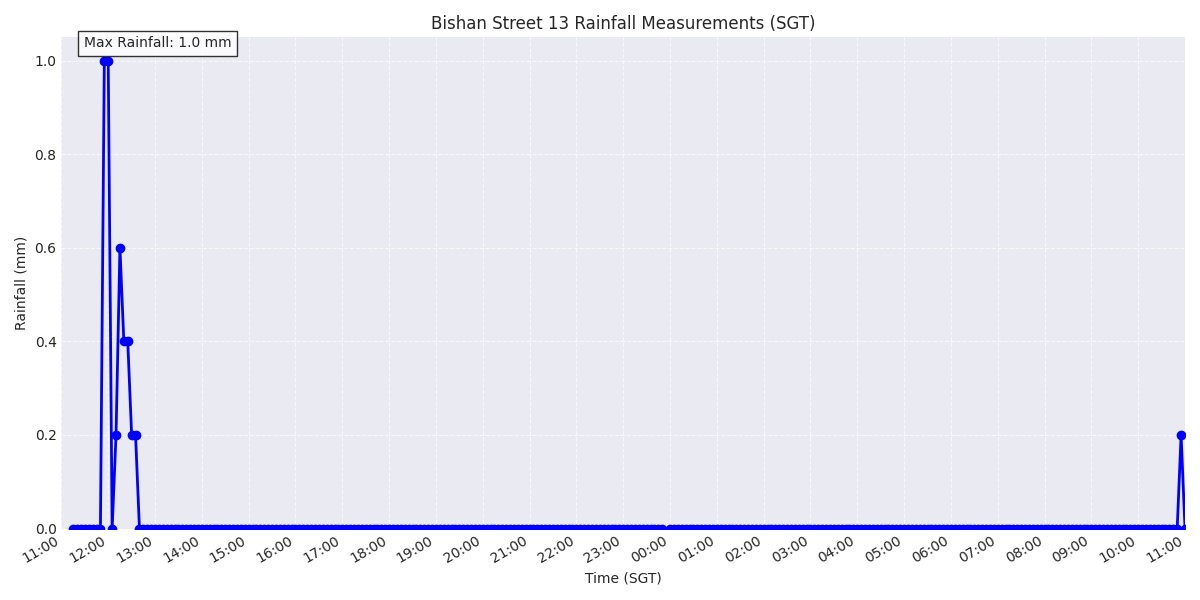 Bishan Street 13 Rainfall Measurements (SGT)
Max Rainfall: 1.0 mm
1.0
0.8
0.6
0.4
0.2
0.0
Rainfall (mm)
11:00 12:00 13:00 14:00 15:00 16:00 17:00 18:00 19:00 20:00 21:00 22:00 23:00 00:00 01:00 02:00 03:00 04:00 05:00 06:00 07:00 08:00 09:00 10:00 11:00
Time (SGT)